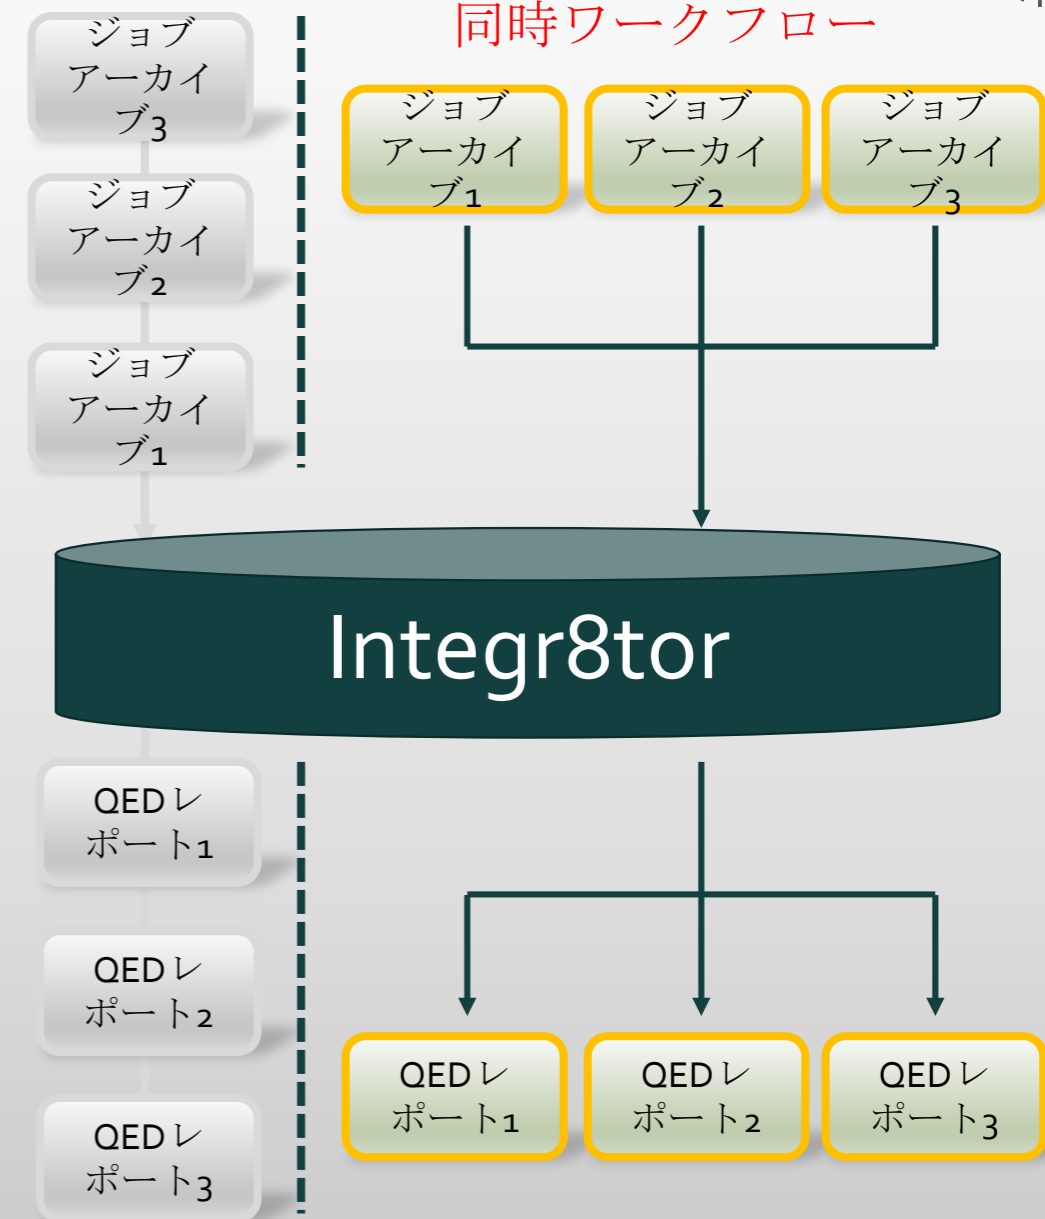 同時ワークフロー
ジョブ
アーカイ
ブ3
ジョブ
アーカイ
ブ2
ジョブ
アーカイ
ブ1
ジョブ
アーカイ
ブ1
ジョブ
アーカイ
ブ2
ジョブ
アーカイ
ブ3
Integr8tor
QEDレ
ポート1
QEDレ
ポート2
QEDレ
ポート3
QEDレ
ポート1
QEDレ
ポート2
QEDレ
ポート3